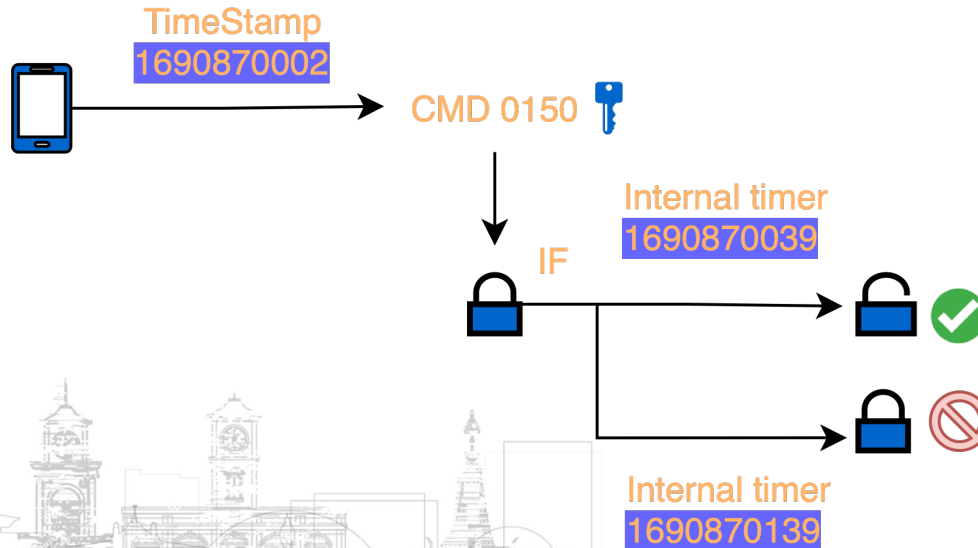 TimeStamp
1690870002
CMD 0150
Internal timer
1690870039
IF
Internal timer
1690870139